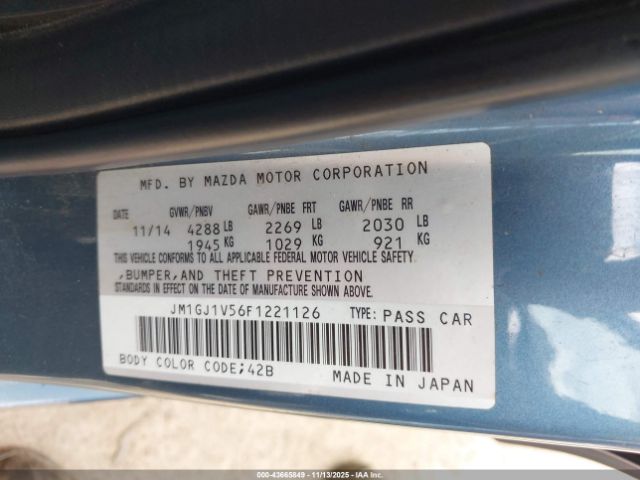 MFD. BY MAZDA MOTOR CORPORATION
DATE GVWR/PNBV GAWR/PNBE FRT GAWR/PNBE RR
11/14 4288 LB 2269 LB 2030 LB
1945 KG 1029 KG 921 KG
THIS VEHICLE CONFORMS TO ALL APPLICABLE FEDERAL MOTOR VEHICLE SAFETY
,BUMPER,AND THEFT PREVENTION
STANDARDS IN EFFECT ON THE DATE OF MANUFACTURE SHOWN ABOVE.
JM1GJ1V56F1221126 TYPE: PASS CAR
BODY COLOR CODE;42B
MADE IN JAPAN
000-43665849 | 11/13/2025 | IAAI.COM